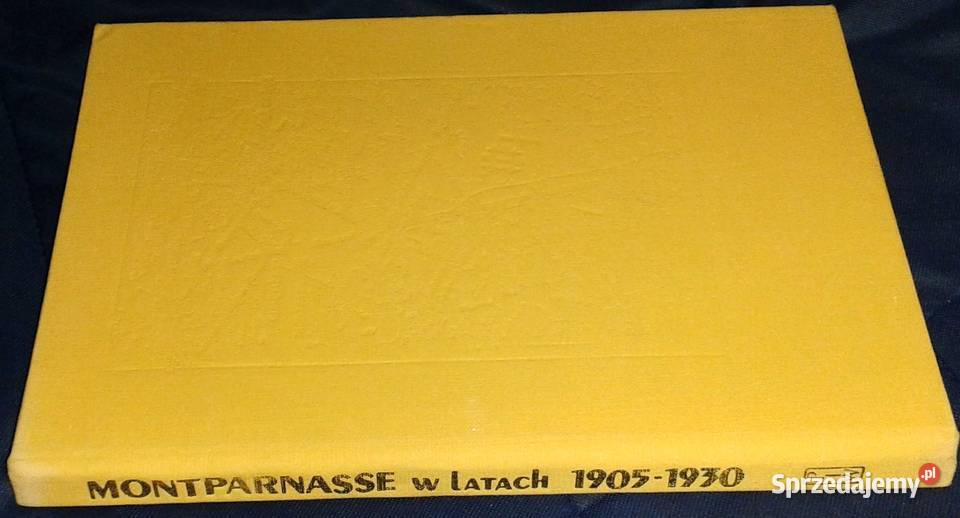 MONTPARNASSE w LATACH 1905-1930
Sprzedajemy.pl